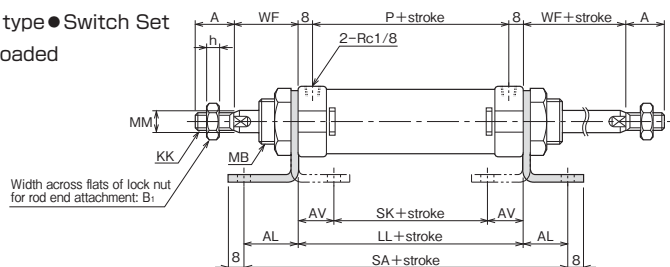 type●Switch Set
oaded
A
WF
8
P+stroke
8
WF+stroke
A
h
2-Rc1/8
MM
KK
MB
Width across flats of lock nut
for rod end attachment: B1
AV
SK+stroke
AV
AL
LL+stroke
AL
8
SA+stroke
8